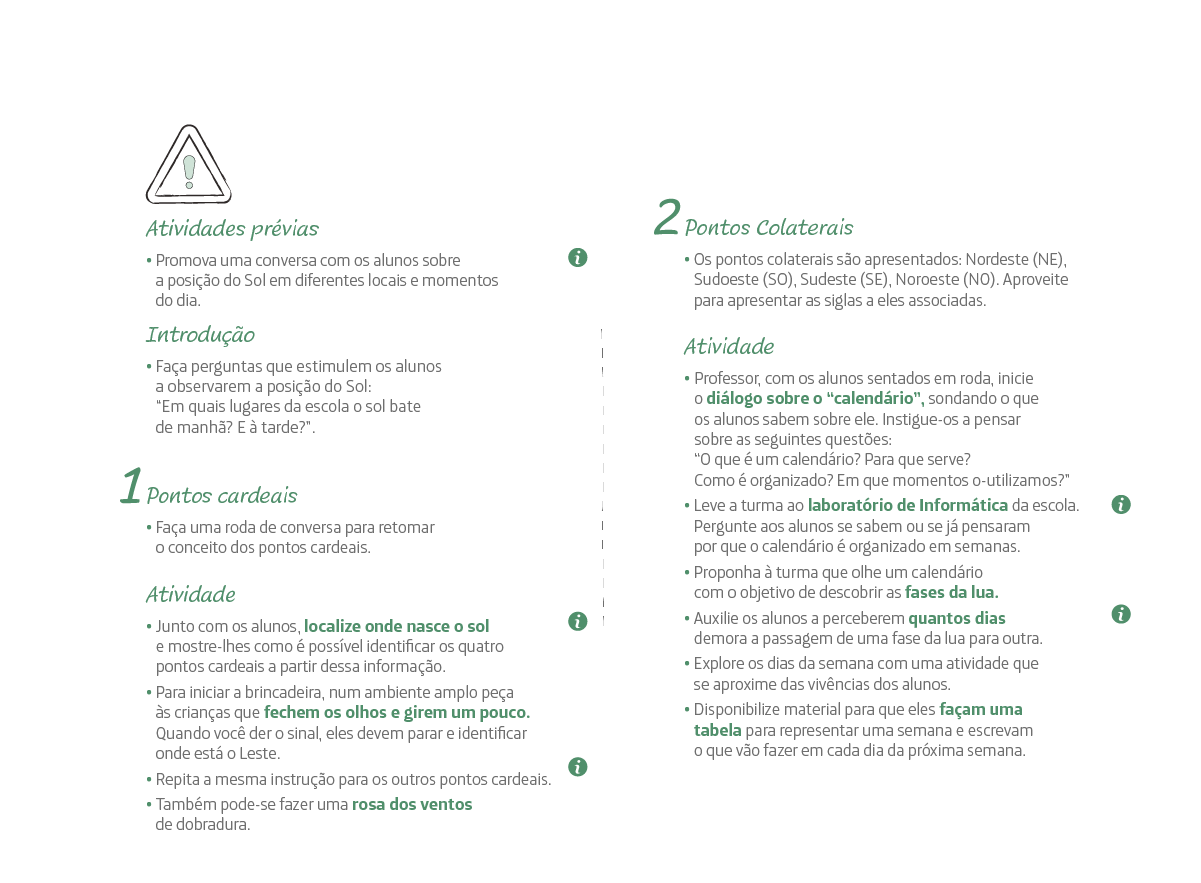 Atividades prévias
• Promova uma conversa com os alunos sobre
a posição do Sol em diferentes locais e momentos
do dia.
Introdução
• Faça perguntas que estimulem os alunos
a observarem a posição do Sol:
“Em quais lugares da escola o sol bate
de manhã? E à tarde?”.
1 Pontos cardeais
• Faça uma roda de conversa para retomar
o conceito dos pontos cardeais.
Atividade
• Junto com os alunos, localize onde nasce o sol
e mostre-lhes como é possível identificar os quatro
pontos cardeais a partir dessa informação.
• Para iniciar a brincadeira, num ambiente amplo peça
às crianças que fechem os olhos e girem um pouco.
Quando você der o sinal, eles devem parar e identificar
onde está o Leste.
• Repita a mesma instrução para os outros pontos cardeais.
• Também pode-se fazer uma rosa dos ventos
de dobradura.
2 Pontos Colaterais
• Os pontos colaterais são apresentados: Nordeste (NE),
Sudoeste (SO), Sudeste (SE), Noroeste (NO). Aproveite
para apresentar as siglas a eles associadas.
Atividade
• Professor, com os alunos sentados em roda, inicie
o diálogo sobre o “calendário”, sondando o que
os alunos sabem sobre ele. Instigue-os a pensar
sobre as seguintes questões:
“O que é um calendário? Para que serve?
Como é organizado? Em que momentos o-utilizamos?”
• Leve a turma ao laboratório de Informática da escola.
Pergunte aos alunos se sabem ou se já pensaram
por que o calendário é organizado em semanas.
• Proponha à turma que olhe um calendário
com o objetivo de descobrir as fases da lua.
• Auxilie os alunos a perceberem quantos dias
demora a passagem de uma fase da lua para outra.
• Explore os dias da semana com uma atividade que
se aproxime das vivências dos alunos.
• Disponibilize material para que eles façam uma
tabela para representar uma semana e escrevam
o que vão fazer em cada dia da próxima semana.